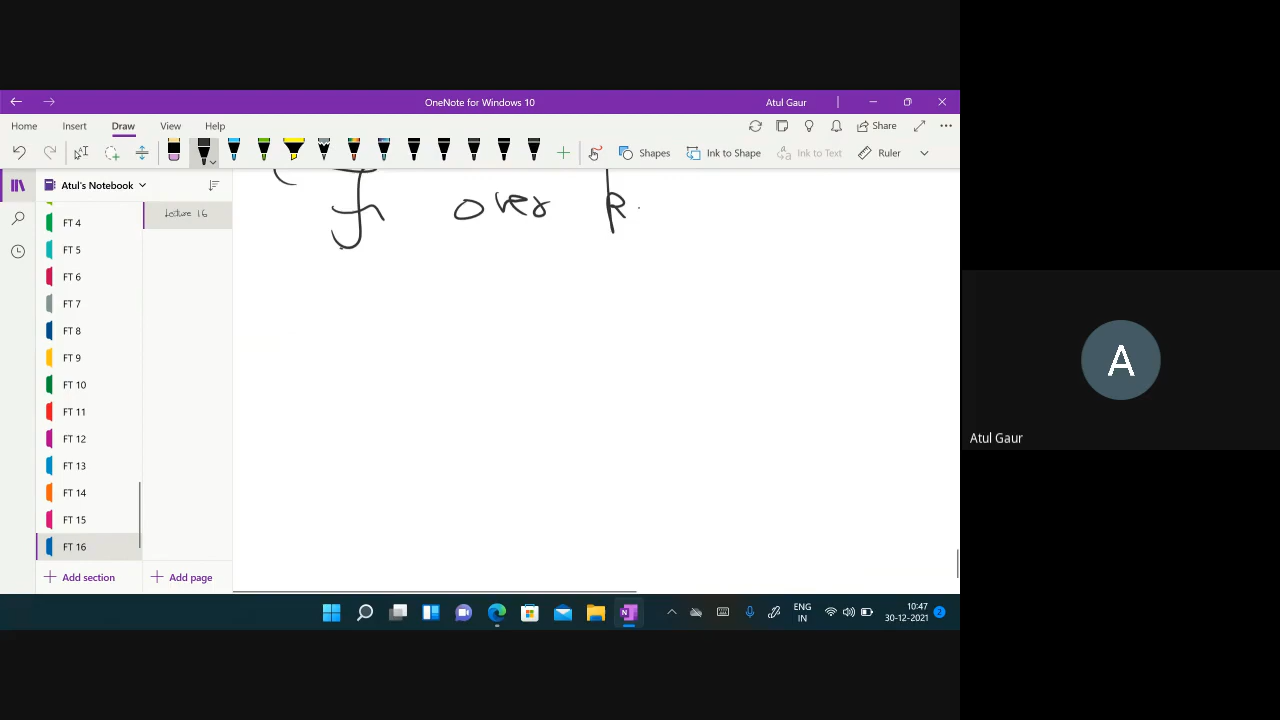 OneNote for Windows 10
Atul Gaur
Home Insert Draw View Help
Share
Shapes
Ink to Shape
Ink to Text
Ruler
Atul's Notebook
FT 4
FT 5
FT 6
FT 7
FT 8
FT 9
FT 10
FT 11
FT 12
FT 13
FT 14
FT 15
FT 16
Lecture 16
f over k.
Add section
Add page
ENG
IN
10:47
30-12-2021
2
A
Atul Gaur